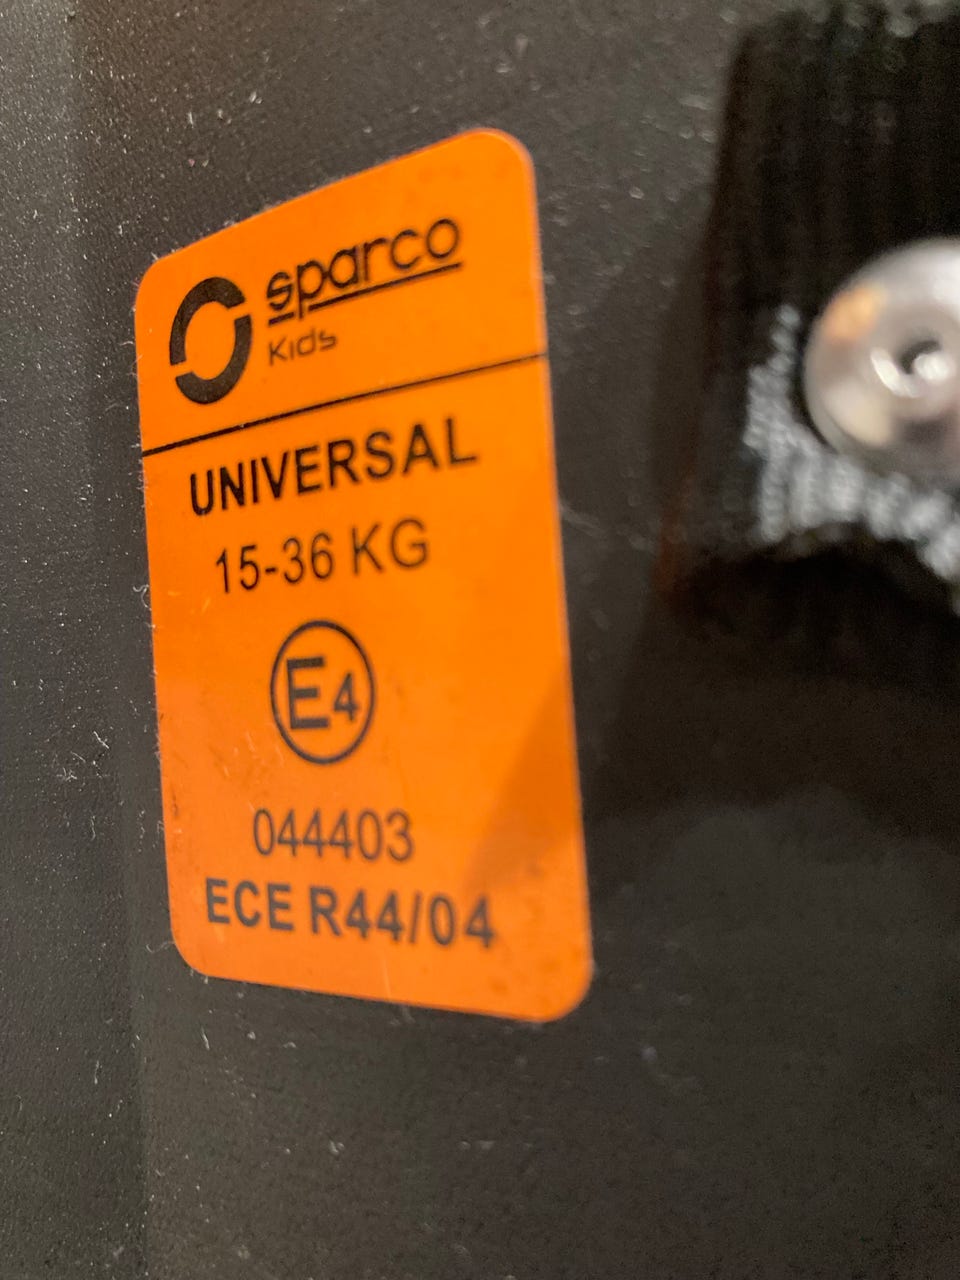 sparco
Kids
UNIVERSAL
15-36 KG
E4
044403
ECE R44/04